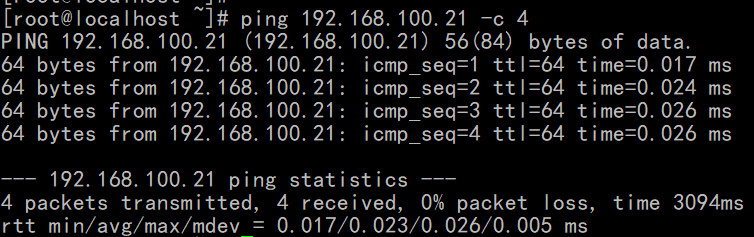 [root@localhost ~]#
[root@localhost ~]# ping 192.168.100.21 -c 4
PING 192.168.100.21 (192.168.100.21) 56(84) bytes of data.
64 bytes from 192.168.100.21: icmp_seq=1 ttl=64 time=0.017 ms
64 bytes from 192.168.100.21: icmp_seq=2 ttl=64 time=0.024 ms
64 bytes from 192.168.100.21: icmp_seq=3 ttl=64 time=0.026 ms
64 bytes from 192.168.100.21: icmp_seq=4 ttl=64 time=0.026 ms
--- 192.168.100.21 ping statistics ---
4 packets transmitted, 4 received, 0% packet loss, time 3094ms
rtt min/avg/max/mdev = 0.017/0.023/0.026/0.005 ms